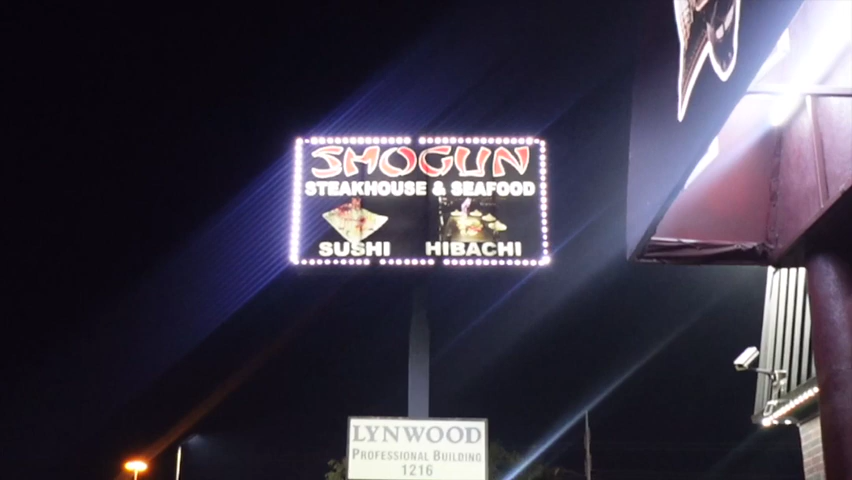 SHOGUN
STEAKHOUSE & SEAFOOD
SUSHI HIBACHI
LYNWOOD
PROFESSIONAL BUILDING
1216